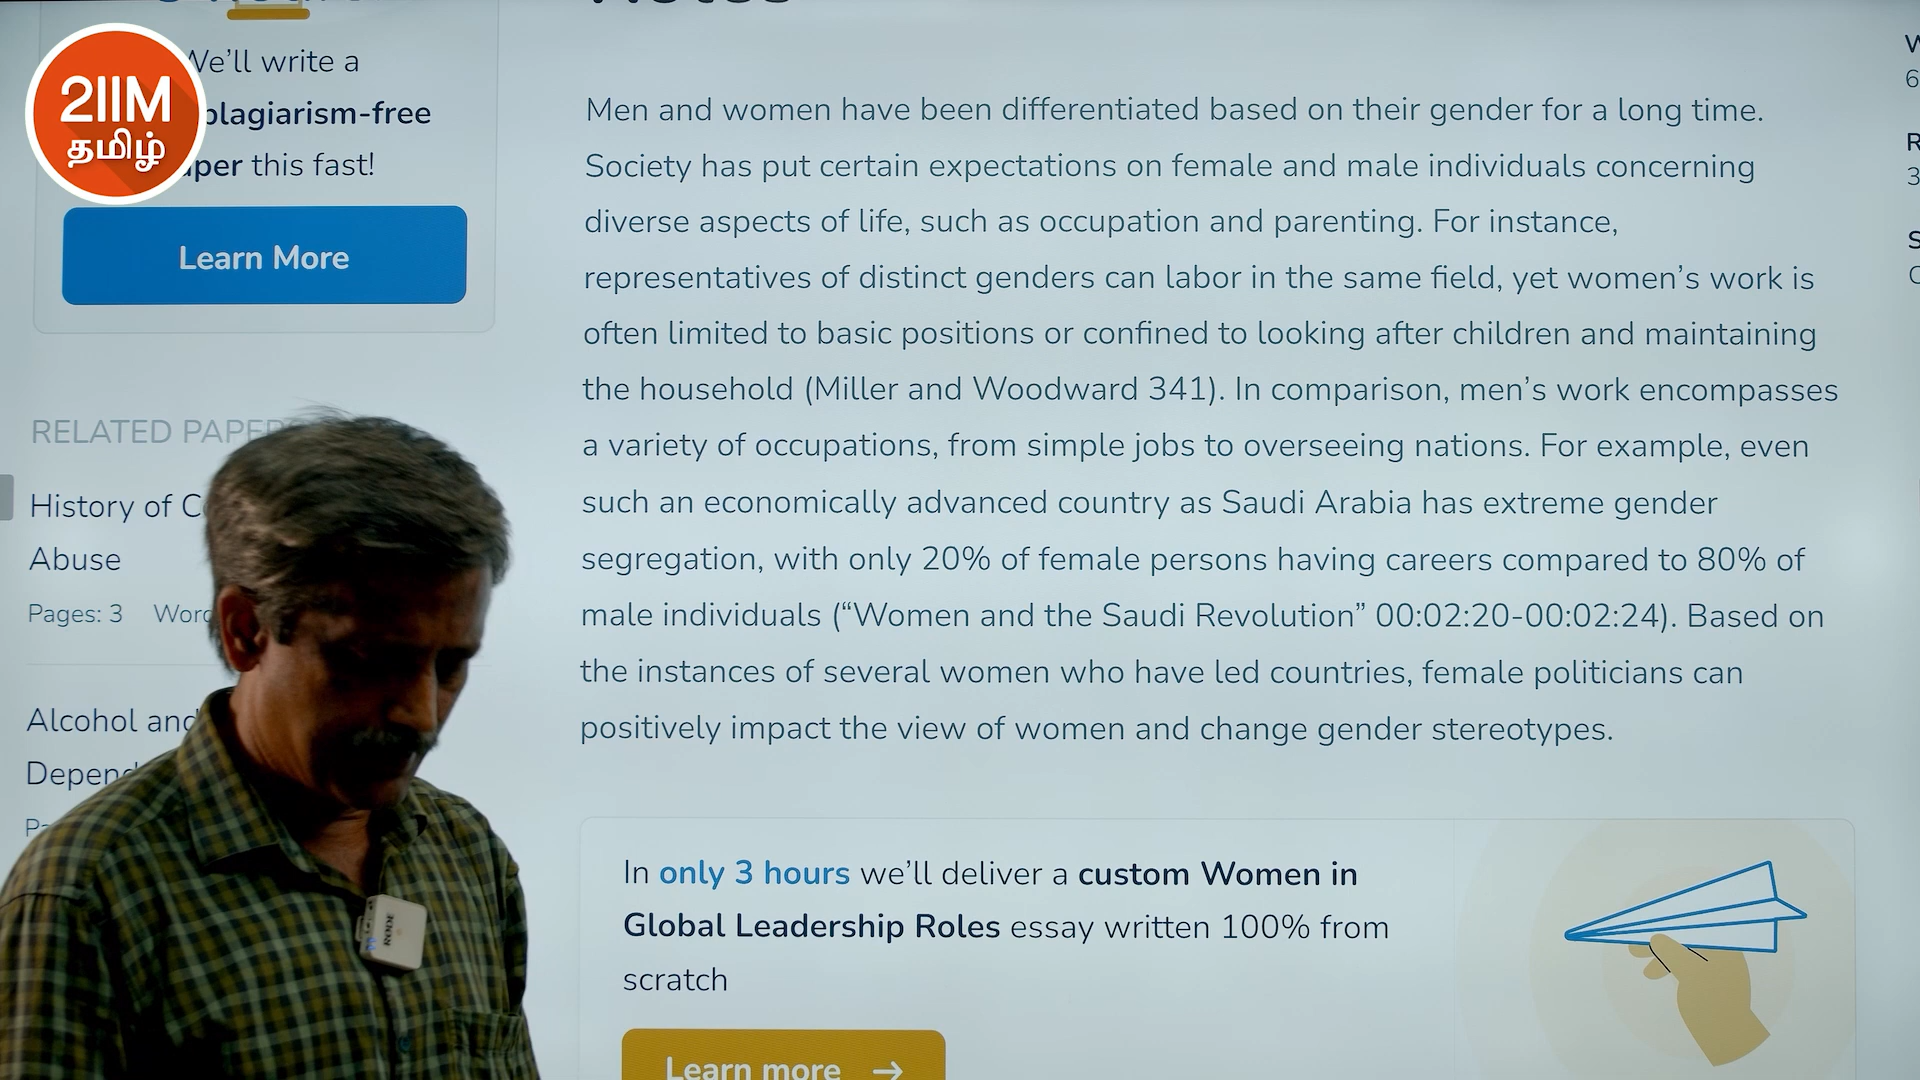 2IIM
தமிழ்
We'll write a
plagiarism-free
this fast!
Learn More
RELATED PAPERS
History of
Abuse
Pages: 3
Alcohol and
Men and women have been differentiated based on their gender for a long time.
Society has put certain expectations on female and male individuals concerning
diverse aspects of life, such as occupation and parenting. For instance,
representatives of distinct genders can labor in the same field, yet women's work is
often limited to basic positions or confined to looking after children and maintaining
the household (Miller and Woodward 341). In comparison, men's work encompasses
a variety of occupations, from simple jobs to overseeing nations. For example, even
such an economically advanced country as Saudi Arabia has extreme gender
segregation, with only 20% of female persons having careers compared to 80% of
male individuals (“Women and the Saudi Revolution” 00:02:20-00:02:24). Based on
the instances of several women who have led countries, female politicians can
positively impact the view of women and change gender stereotypes.
In only 3 hours we'll deliver a custom Women in
Global Leadership Roles essay written 100% from
scratch
Learn more
RODE